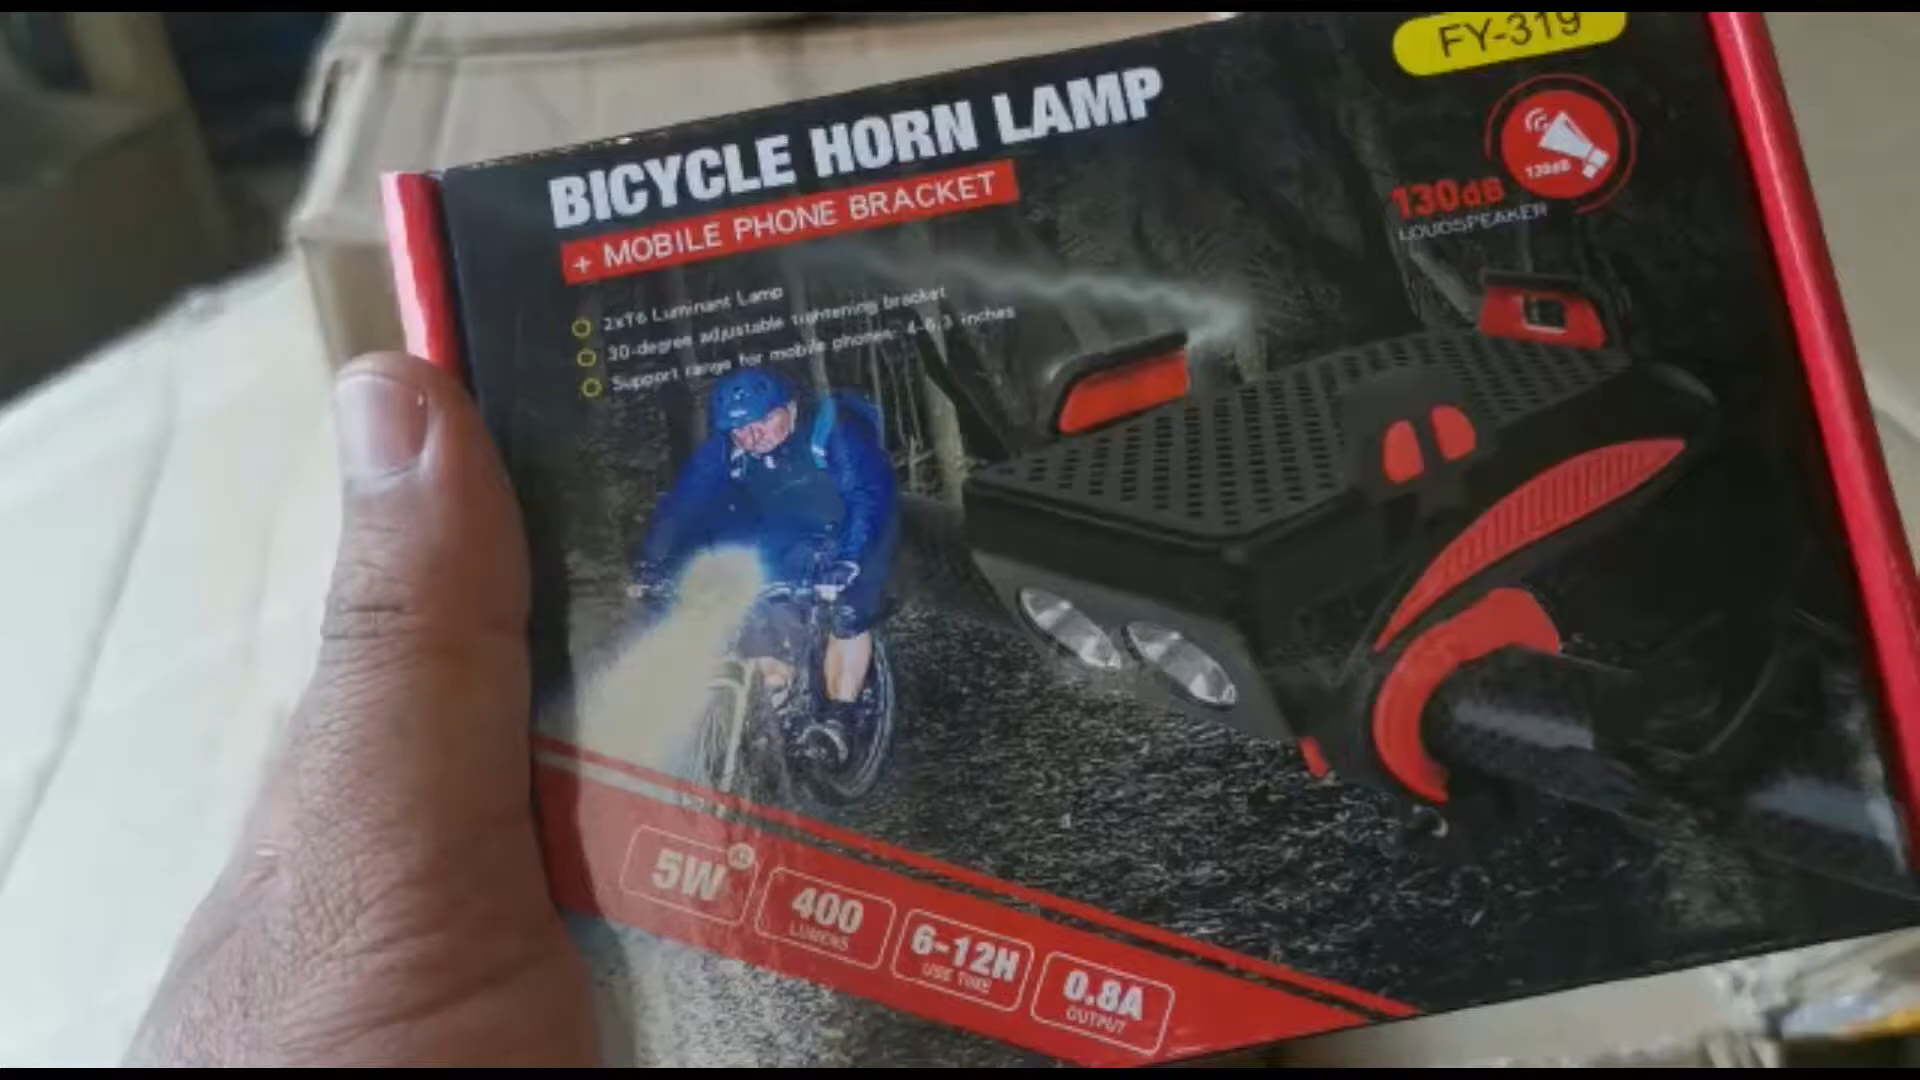 FY-319
BICYCLE HORN LAMP
+ MOBILE PHONE BRACKET
130dB
130dB
LOUDSPEAKER
2xT6 Luminant Lamp
30-degree adjustable tightening bracket
Support range for mobile phones: 4-6.3 inches
5W
400
LUMENS
6-12H
USE TIME
0.8A
OUTPUT